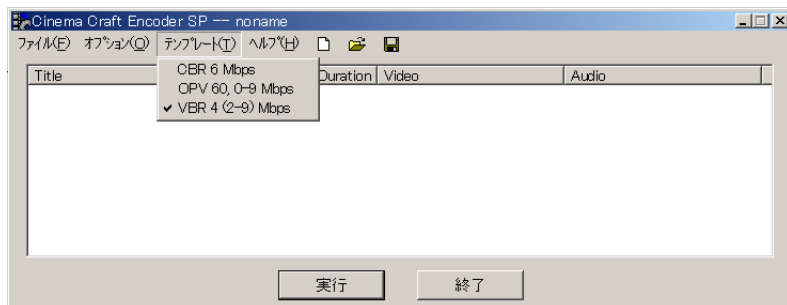 Cinema Craft Encoder SP -- noname
ファイル(F) オプション(O) テンプレート(T) ヘルプ(H)
Title Duration Video Audio
CBR 6 Mbps
OPV 60, 0-9 Mbps
VBR 4 (2-9) Mbps
実行 終了